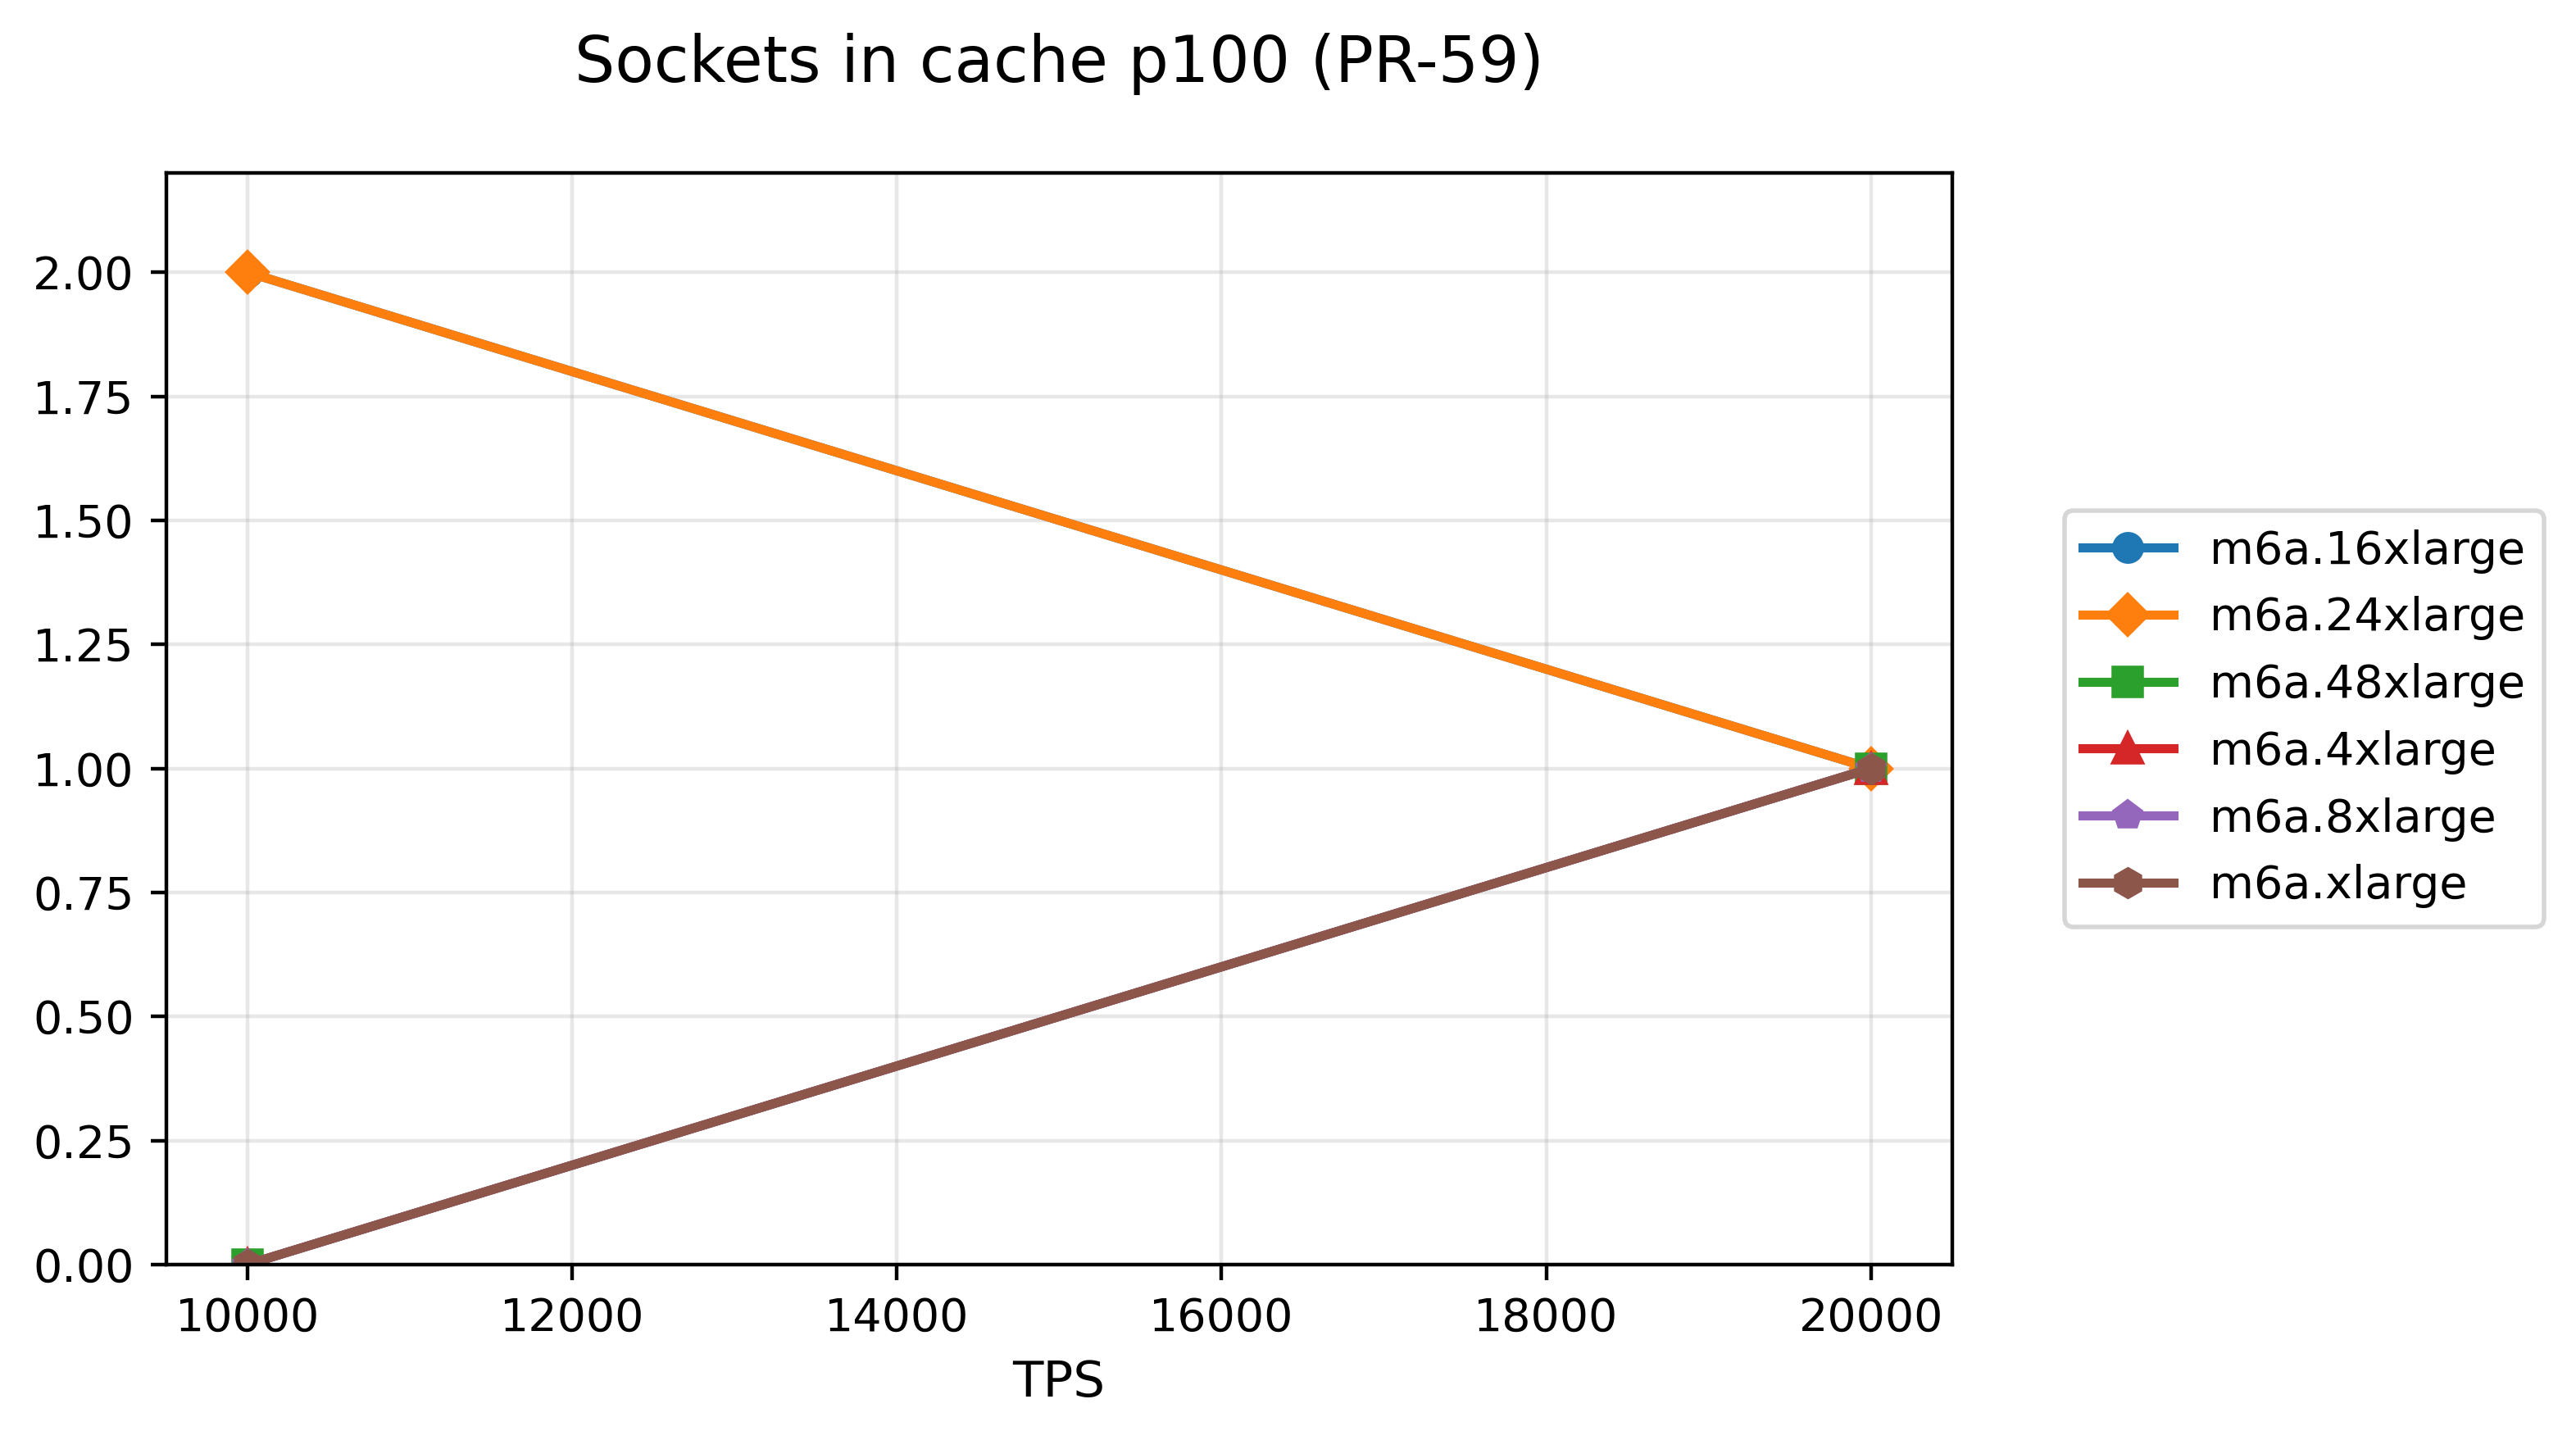 Sockets in cache p100 (PR-59)
2.00
1.75
1.50
1.25
1.00
0.75
0.50
0.25
0.00
10000 12000 14000 16000 18000 20000
TPS
m6a.16xlarge
m6a.24xlarge
m6a.48xlarge
m6a.4xlarge
m6a.8xlarge
m6a.xlarge